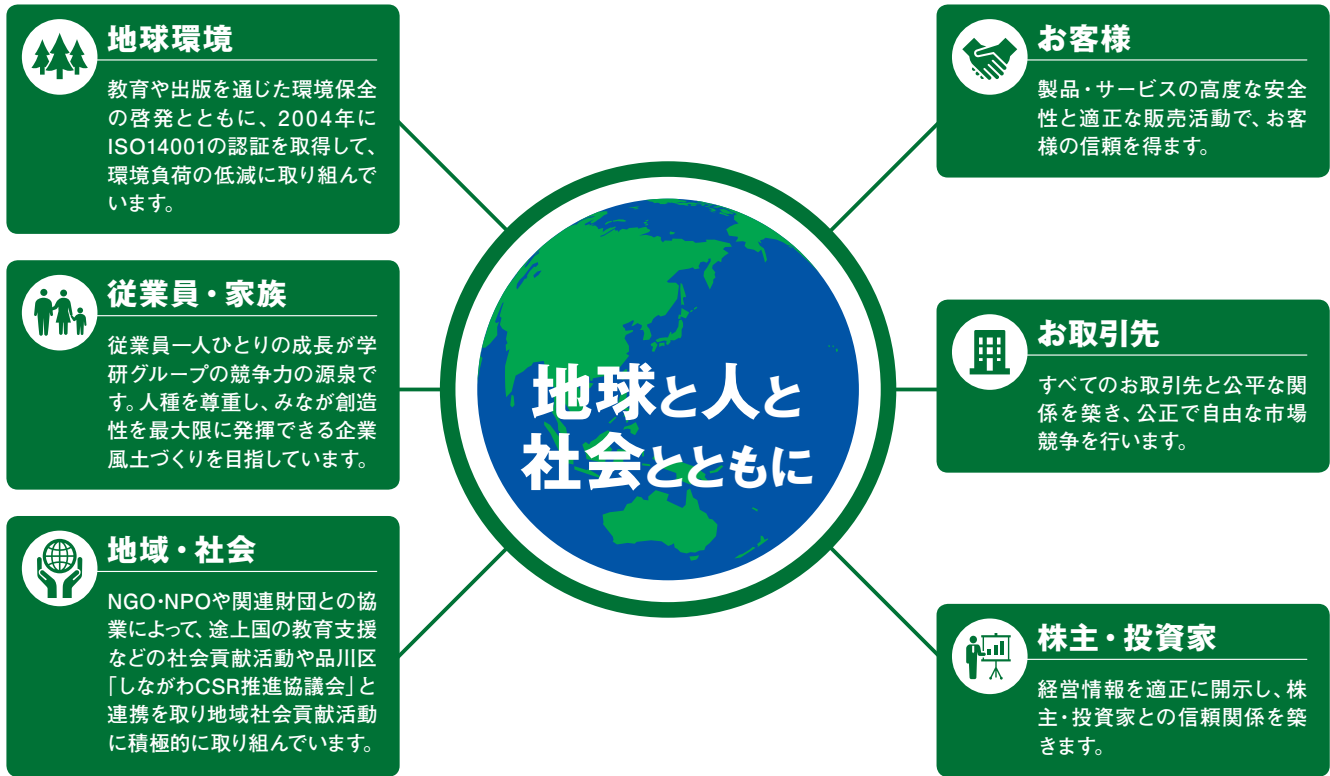 地球環境
教育や出版を通じた環境保全
の啓発とともに、2004年に
ISO14001の認証を取得して、
環境負荷の低減に取り組んで
います。
従業員・家族
従業員一人ひとりの成長が学
研グループの競争力の源泉で
す。人種を尊重し、みなが創造
性を最大限に発揮できる企業
風土づくりを目指しています。
地域・社会
NGO・NPOや関連財団との協
業によって、途上国の教育支援
などの社会貢献活動や品川区
「しながわCSR推進協議会」と
連携を取り地域社会貢献活動
に積極的に取り組んでいます。
地球と人と
社会とともに
お客様
製品・サービスの高度な安全
性と適正な販売活動で、お客
様の信頼を得ます。
お取引先
すべてのお取引先と公平な関
係を築き、公正で自由な市場
競争を行います。
株主・投資家
経営情報を適正に開示し、株
主・投資家との信頼関係を築
きます。